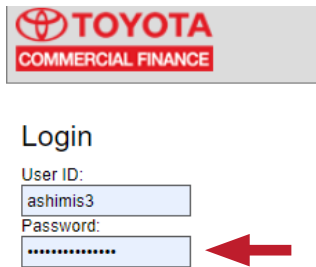 TOYOTA
COMMERCIAL FINANCE
Login
User ID:
ashimis3
Password:
•••••••••••••••